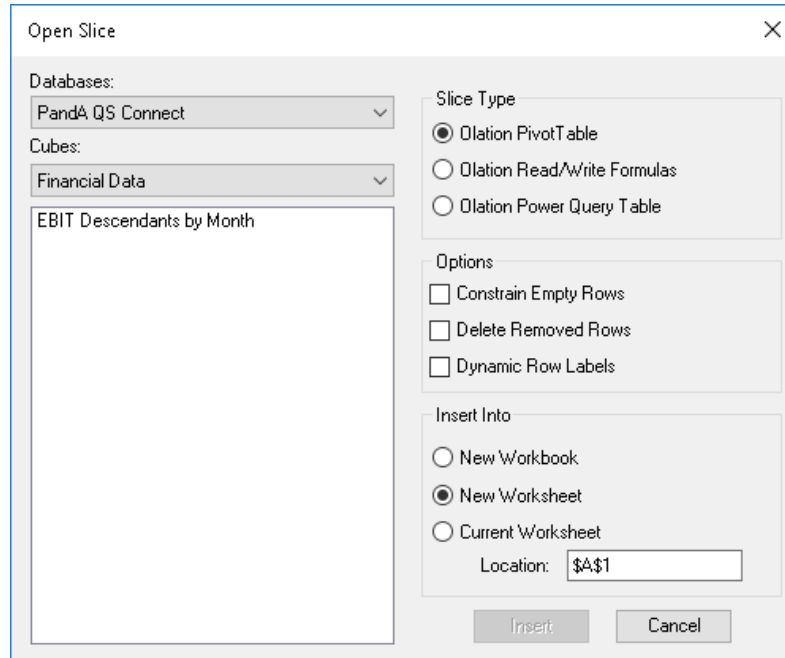 Open Slice
Databases:
PandA QS Connect
Cubes:
Financial Data
EBIT Descendants by Month
Slice Type
Olation PivotTable
Olation Read/Write Formulas
Olation Power Query Table
Options
Constrain Empty Rows
Delete Removed Rows
Dynamic Row Labels
Insert Into
New Workbook
New Worksheet
Current Worksheet
Location: $A$1
Insert Cancel